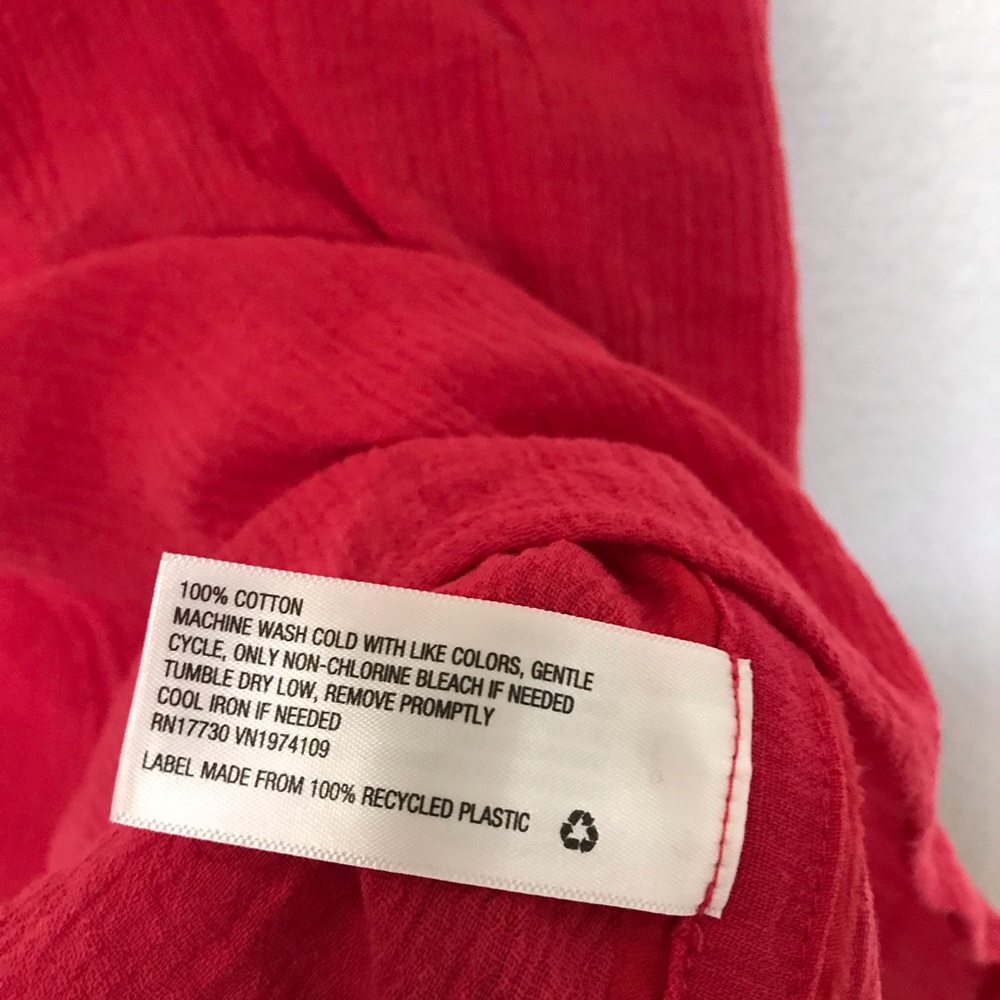 100% COTTON
MACHINE WASH COLD WITH LIKE COLORS, GENTLE
CYCLE, ONLY NON-CHLORINE BLEACH IF NEEDED
TUMBLE DRY LOW, REMOVE PROMPTLY
COOL IRON IF NEEDED
RN17730 VN1974109
LABEL MADE FROM 100% RECYCLED PLASTIC